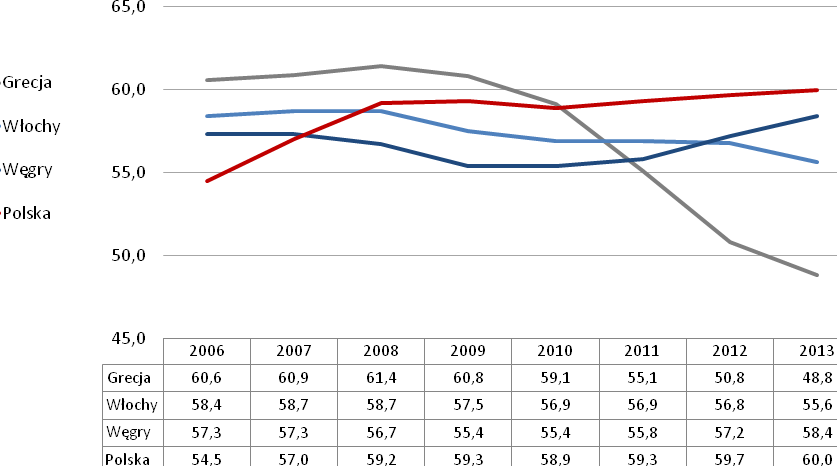 65,0
60,0
55,0
50,0
45,0
Grecja
Włochy
Węgry
Polska
2006 2007 2008 2009 2010 2011 2012 2013
Grecja 60,6 60,9 61,4 60,8 59,1 55,1 50,8 48,8
Włochy 58,4 58,7 58,7 57,5 56,9 56,9 56,8 55,6
Węgry 57,3 57,3 56,7 55,4 55,4 55,8 57,2 58,4
Polska 54,5 57,0 59,2 59,3 58,9 59,3 59,7 60,0